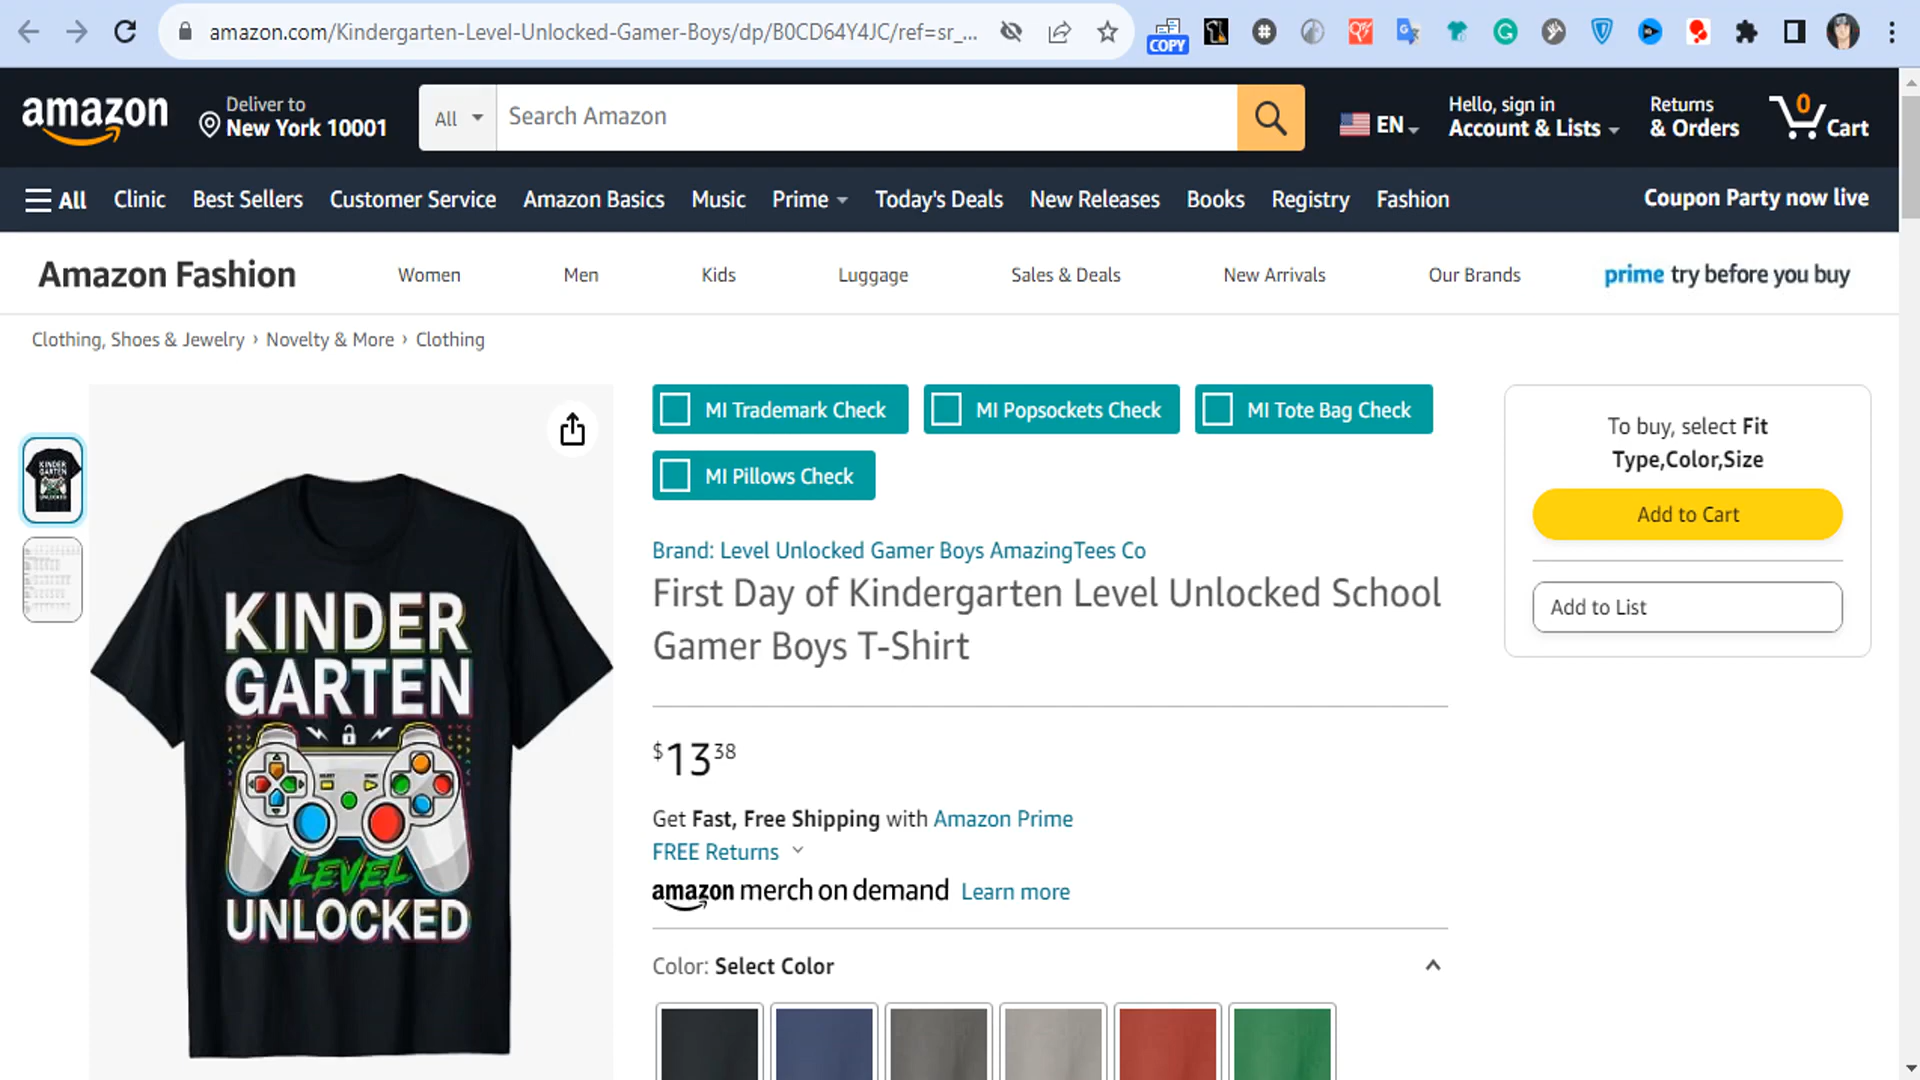 amazon.com/Kindergarten-Level-Unlocked-Gamer-Boys/dp/B0CD64Y4JC/ref=sr_...
COPY
amazon
Deliver to
New York 10001
All
Search Amazon
EN
Hello, sign in
Account & Lists
Returns
& Orders
0
Cart
All
Clinic
Best Sellers
Customer Service
Amazon Basics
Music
Prime
Today's Deals
New Releases
Books
Registry
Fashion
Coupon Party now live
Amazon Fashion
Women
Men
Kids
Luggage
Sales & Deals
New Arrivals
Our Brands
prime try before you buy
Clothing, Shoes & Jewelry › Novelty & More › Clothing
MI Trademark Check
MI Popsockets Check
MI Tote Bag Check
MI Pillows Check
Brand: Level Unlocked Gamer Boys AmazingTees Co
First Day of Kindergarten Level Unlocked School
Gamer Boys T-Shirt
$13 38
Get Fast, Free Shipping with Amazon Prime
FREE Returns
amazon merch on demand Learn more
Color: Select Color
To buy, select Fit
Type,Color,Size
Add to Cart
Add to List
KINDER
GARTEN
SELECT
START
LEVEL
UNLOCKED
KINDER
GARTEN